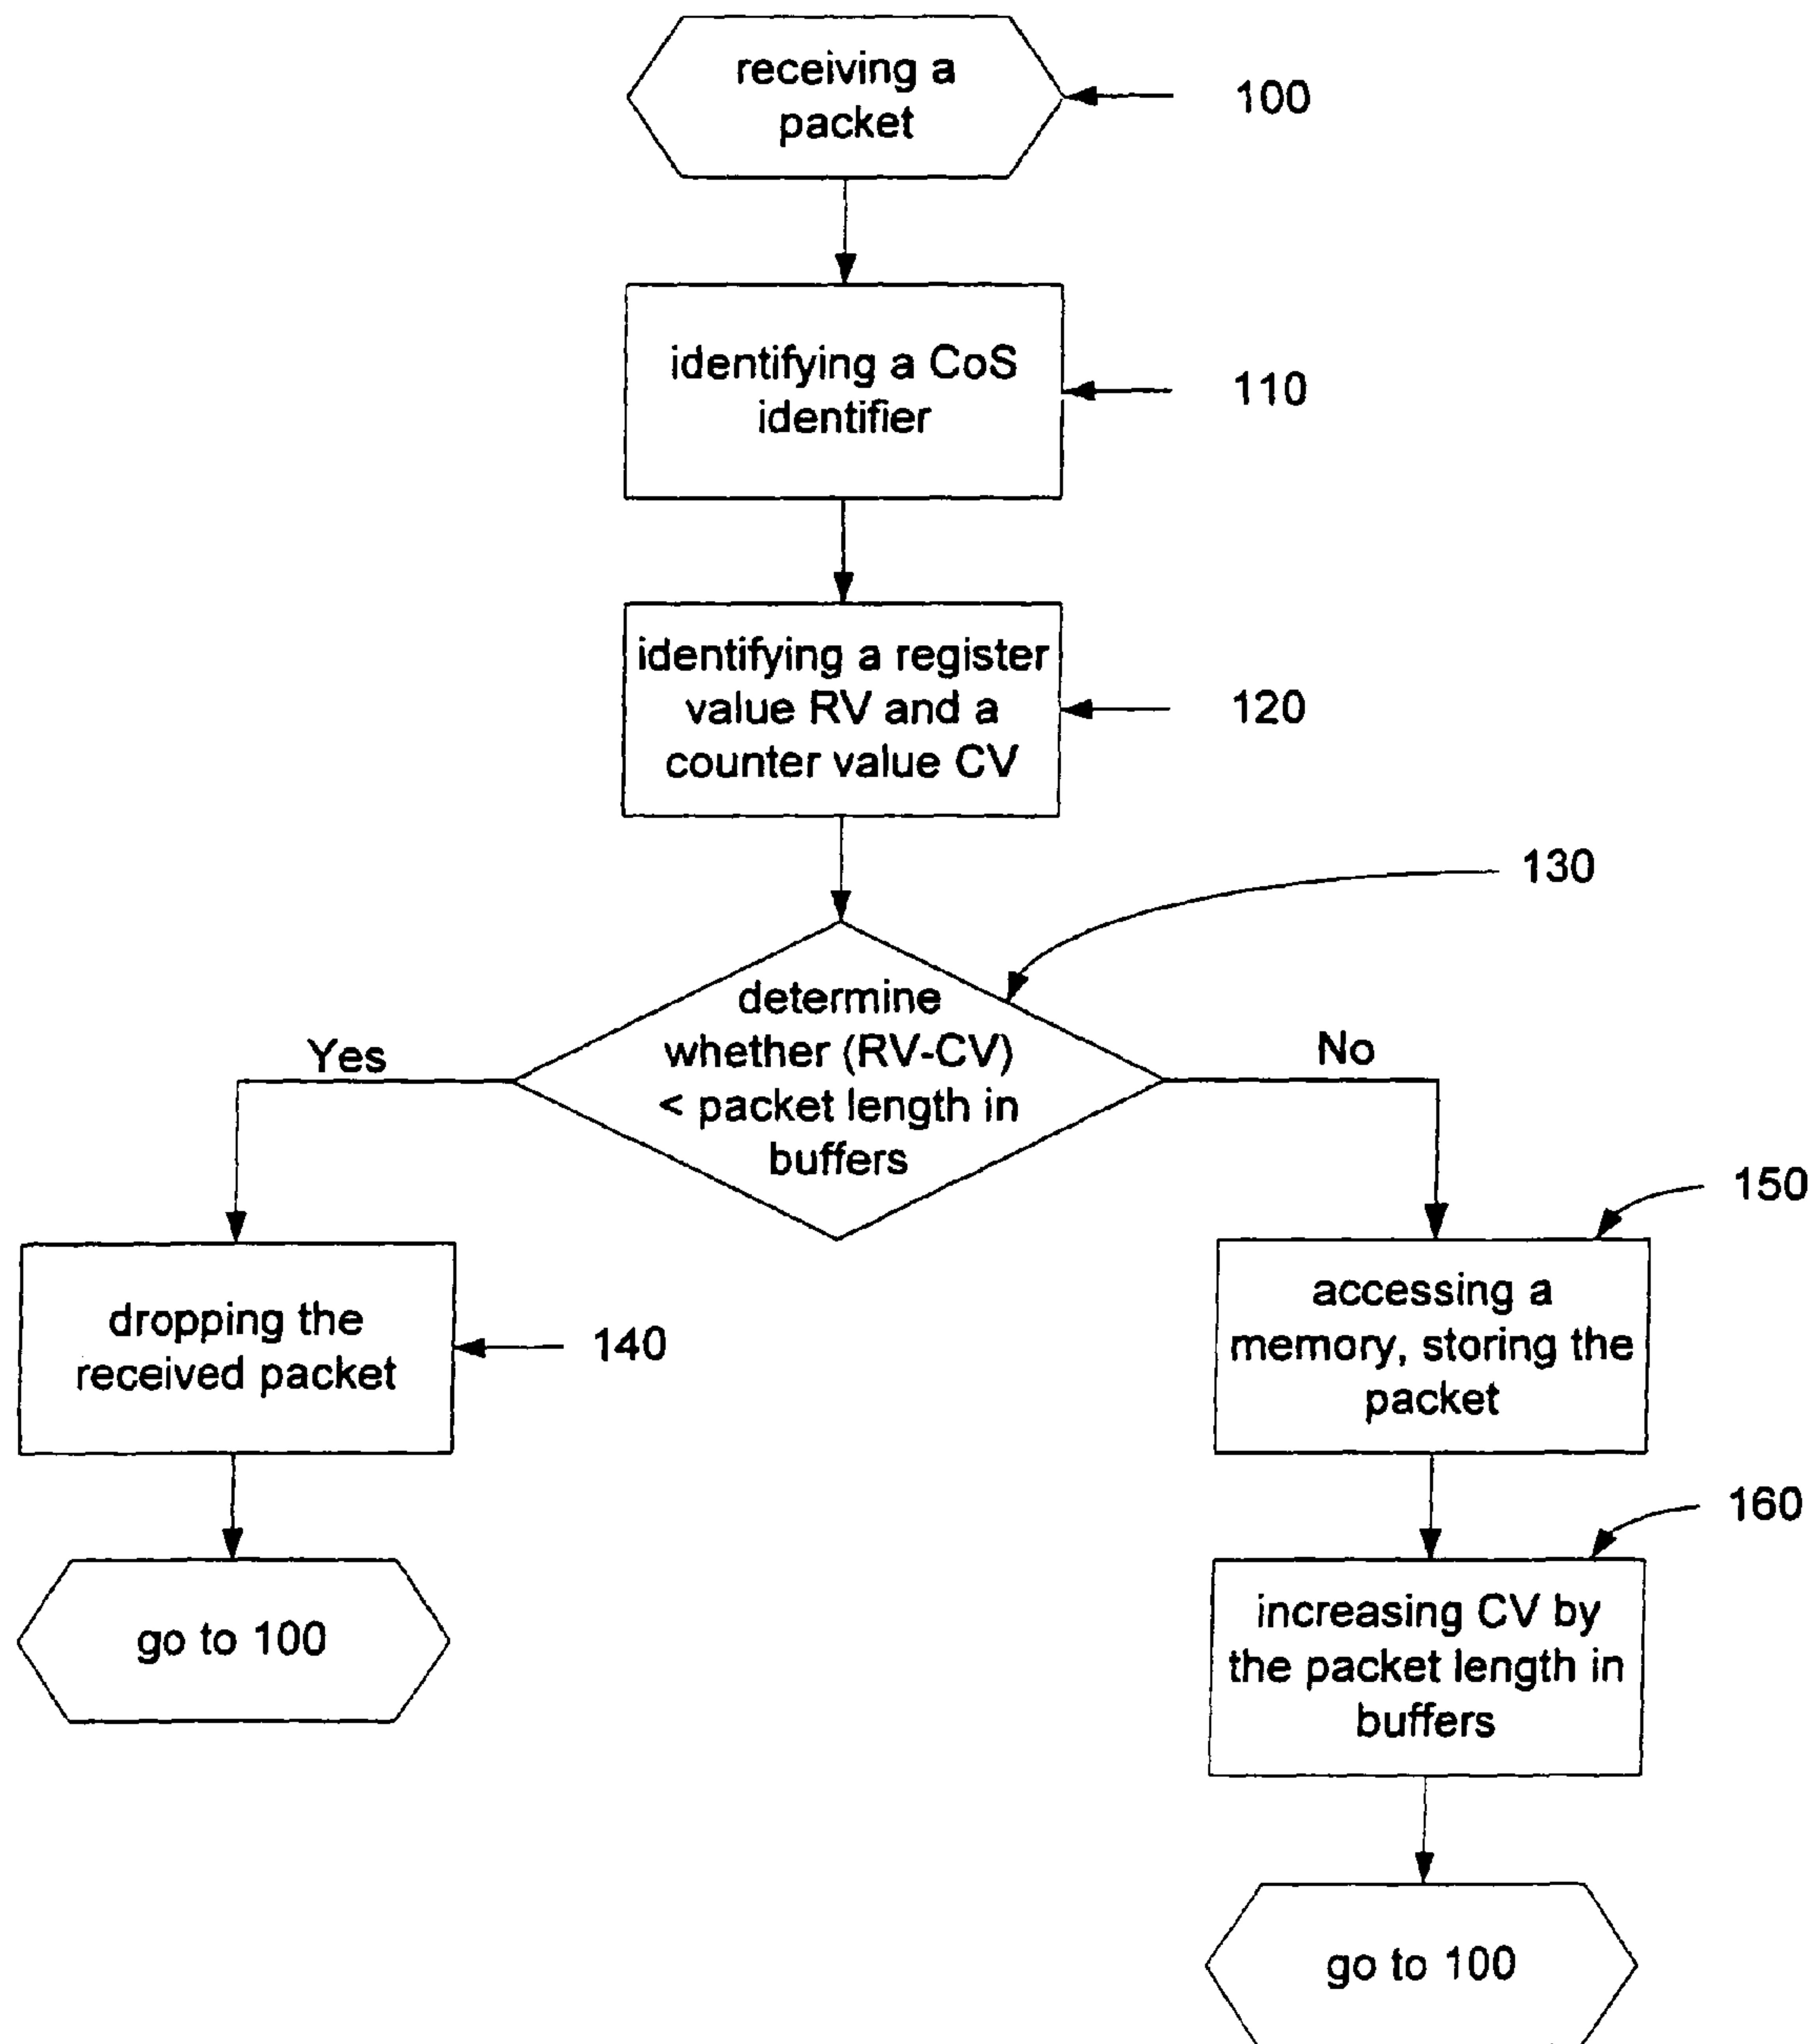 receiving a
packet
100
identifying a CoS
identifier
110
identifying a register
value RV and a
counter value CV
120
130
determine
whether (RV-CV)
< packet length in
buffers
Yes
No
150
dropping the
received packet
140
accessing a
memory, storing the
packet
160
go to 100
increasing CV by
the packet length in
buffers
go to 100